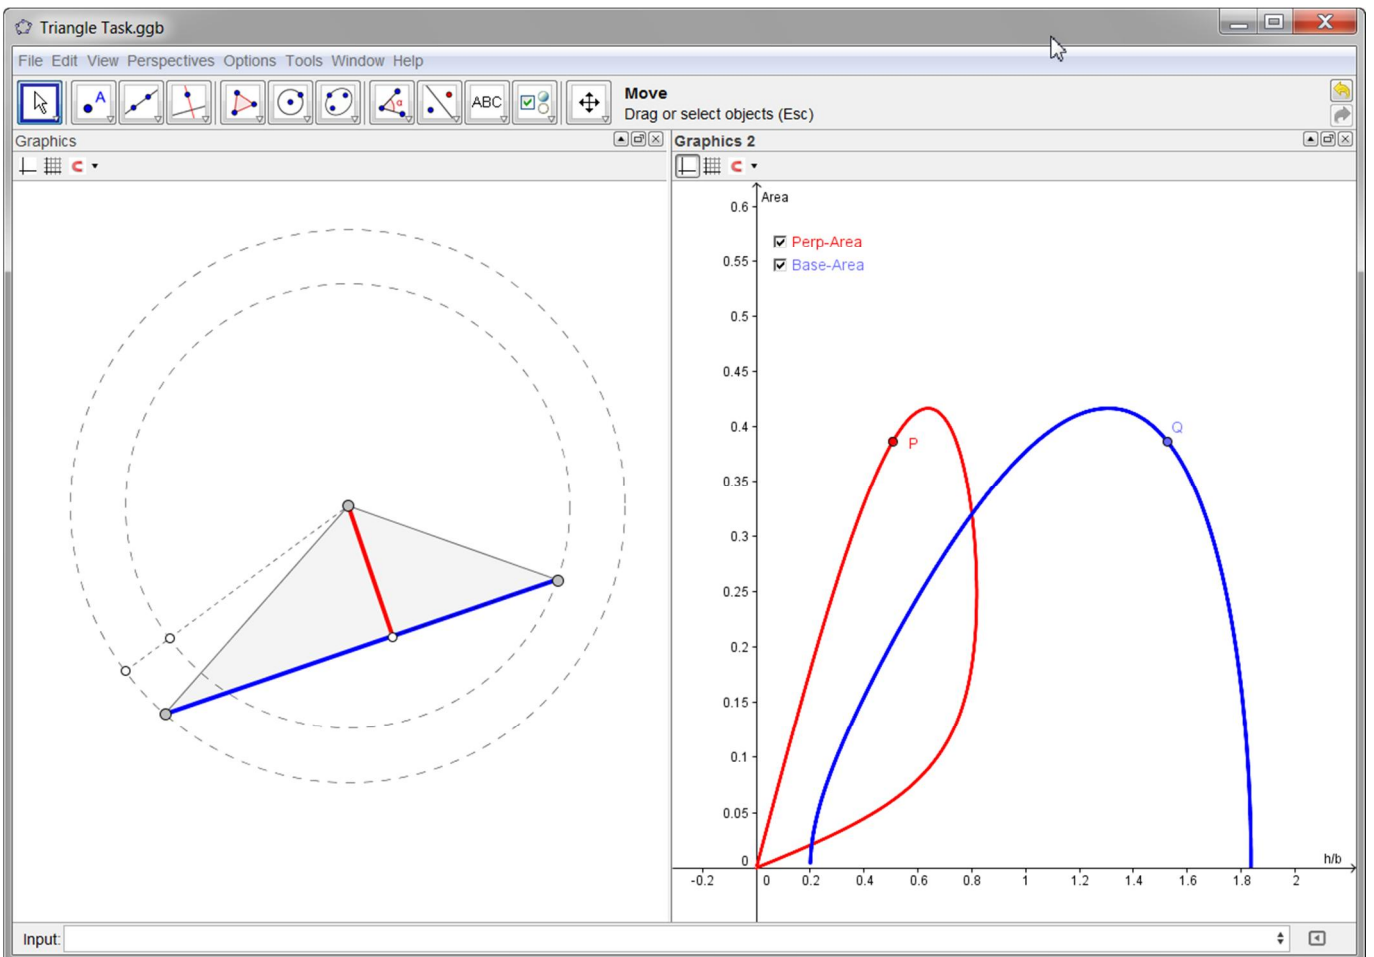 Triangle Task.ggb
File Edit View Perspectives Options Tools Window Help
A
α
ABC
Move
Drag or select objects (Esc)
Graphics
Graphics 2
Area
Perp-Area
Base-Area
0.6
0.55
0.5
0.45
0.4
0.35
0.3
0.25
0.2
0.15
0.1
0.05
0
P
Q
h/b
-0.2 0 0.2 0.4 0.6 0.8 1 1.2 1.4 1.6 1.8 2
Input: